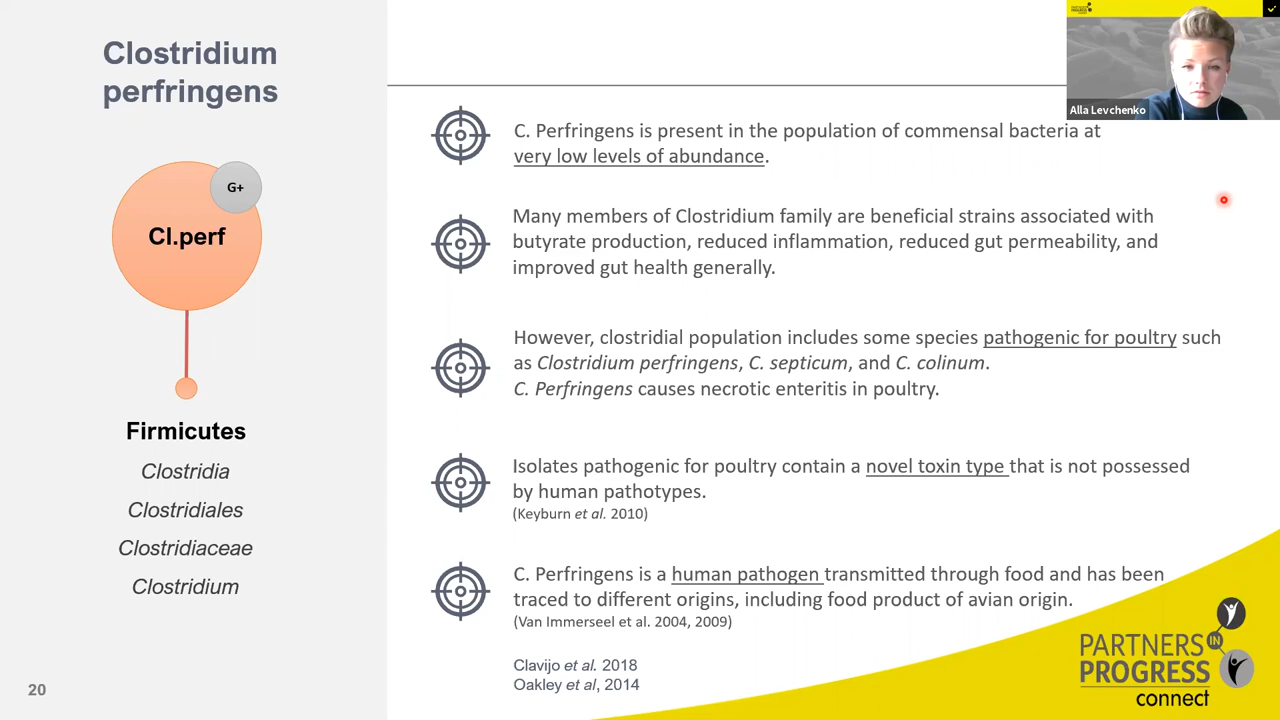 Clostridium
perfringens
G+
Cl.perf
Firmicutes
Clostridia
Clostridiales
Clostridiaceae
Clostridium
20
C. Perfringens is present in the population of commensal bacteria at
very low levels of abundance.
Many members of Clostridium family are beneficial strains associated with
butyrate production, reduced inflammation, reduced gut permeability, and
improved gut health generally.
However, clostridial population includes some species pathogenic for poultry such
as Clostridium perfringens, C. septicum, and C. colinum.
C. Perfringens causes necrotic enteritis in poultry.
Isolates pathogenic for poultry contain a novel toxin type that is not possessed
by human pathotypes.
(Keyburn et al. 2010)
C. Perfringens is a human pathogen transmitted through food and has been
traced to different origins, including food product of avian origin.
(Van Immerseel et al. 2004, 2009)
Clavijo et al. 2018
Oakley et al, 2014
Alla Levchenko
PARTNERS IN
PROGRESS
connect